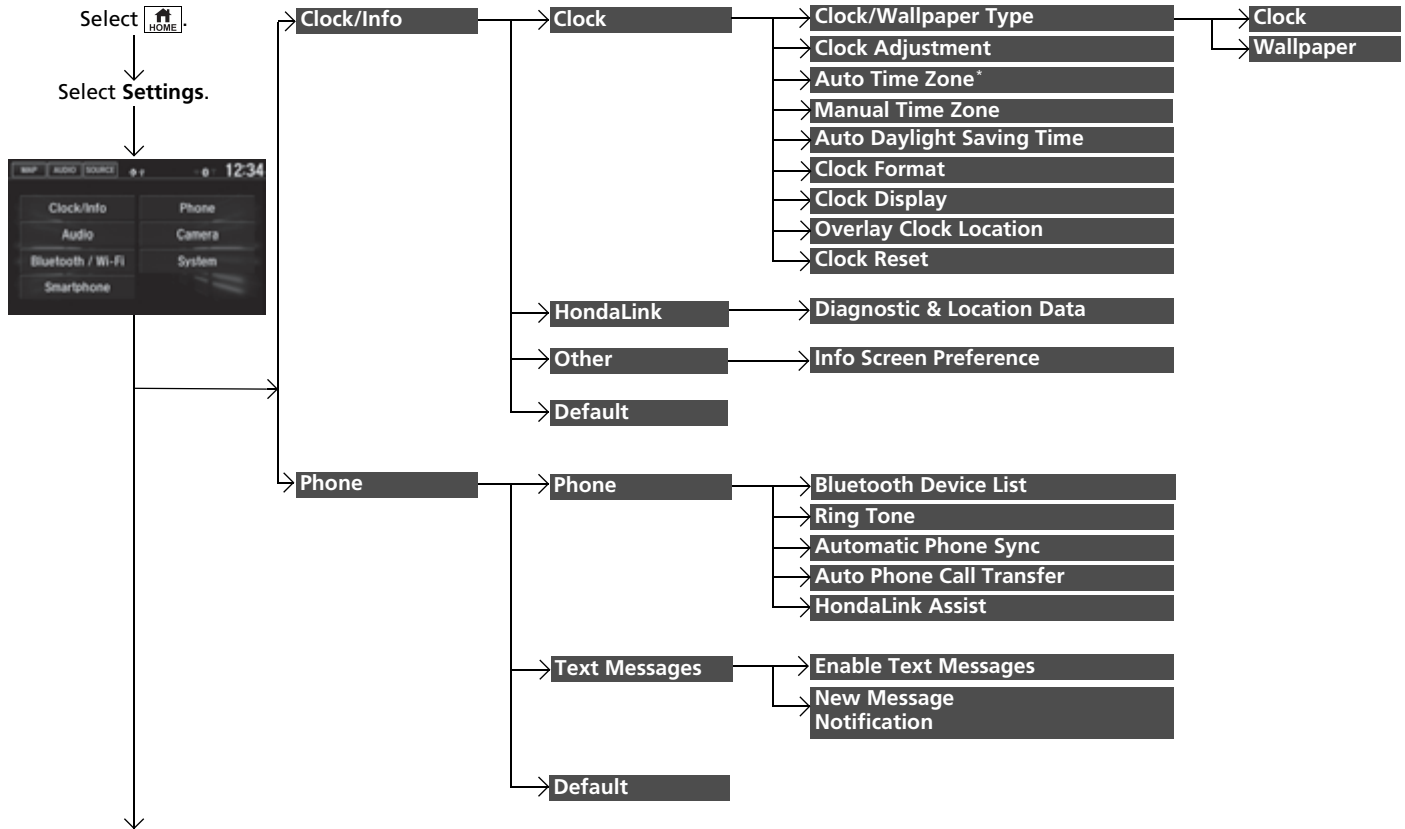 Select HOME.
Select Settings.
MAP AUDIO SOURCE 12:34
Clock/Info Phone
Audio Camera
Bluetooth / Wi-Fi System
Smartphone
Clock/Info
Clock
Clock/Wallpaper Type
Clock
Wallpaper
Clock Adjustment
Auto Time Zone*
Manual Time Zone
Auto Daylight Saving Time
Clock Format
Clock Display
Overlay Clock Location
Clock Reset
HondaLink
Diagnostic & Location Data
Other
Info Screen Preference
Default
Phone
Phone
Bluetooth Device List
Ring Tone
Automatic Phone Sync
Auto Phone Call Transfer
HondaLink Assist
Text Messages
Enable Text Messages
New Message
Notification
Default